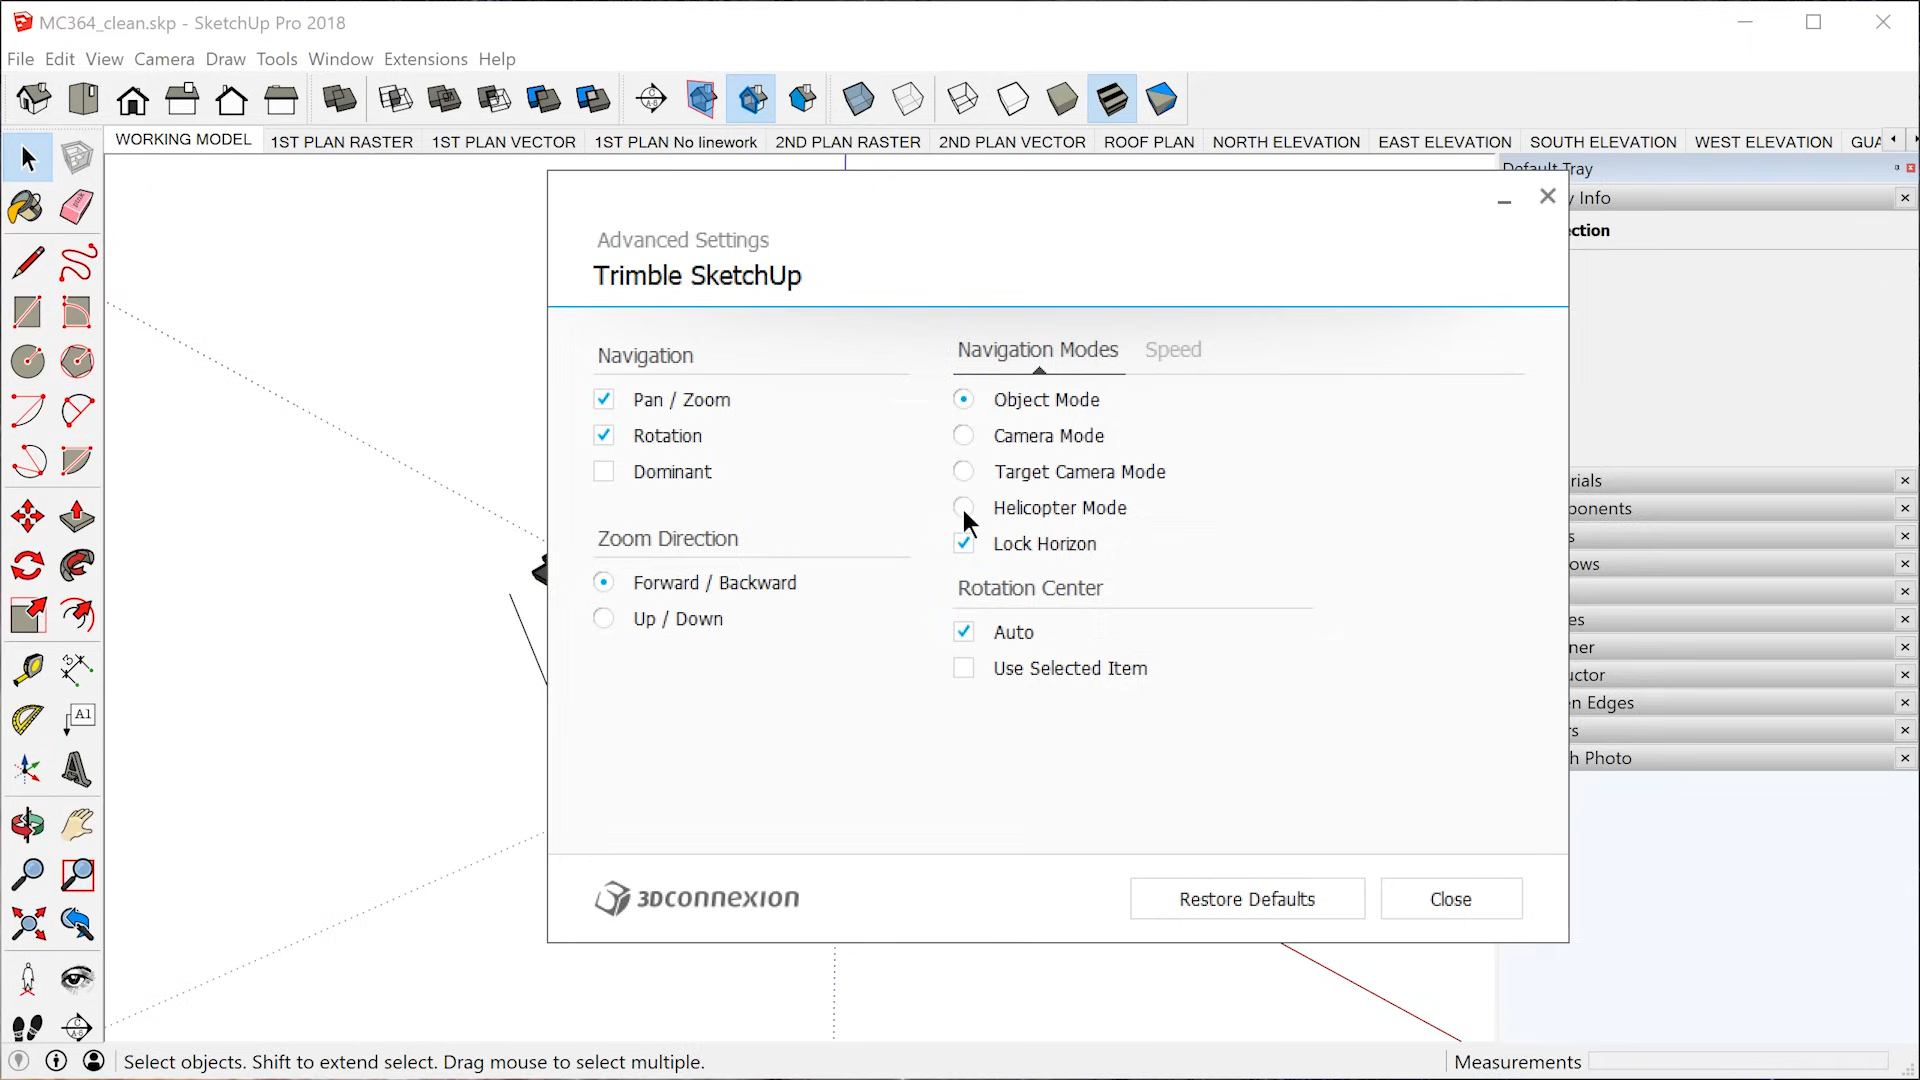 MC364_clean.skp - SketchUp Pro 2018
File Edit View Camera Draw Tools Window Extensions Help
WORKING MODEL 1ST PLAN RASTER 1ST PLAN VECTOR 1ST PLAN No linework 2ND PLAN RASTER 2ND PLAN VECTOR ROOF PLAN NORTH ELEVATION EAST ELEVATION SOUTH ELEVATION WEST ELEVATION GUA
Default Tray
y Info
ection
Advanced Settings
Trimble SketchUp
Navigation
Pan / Zoom
Rotation
Dominant
Zoom Direction
Forward / Backward
Up / Down
Navigation Modes Speed
Object Mode
Camera Mode
Target Camera Mode
Helicopter Mode
Lock Horizon
Rotation Center
Auto
Use Selected Item
3DCONNEXION
Restore Defaults Close
rials
ponents
s
ows
es
ner
uctor
n Edges
rs
h Photo
A1
Select objects. Shift to extend select. Drag mouse to select multiple.
Measurements